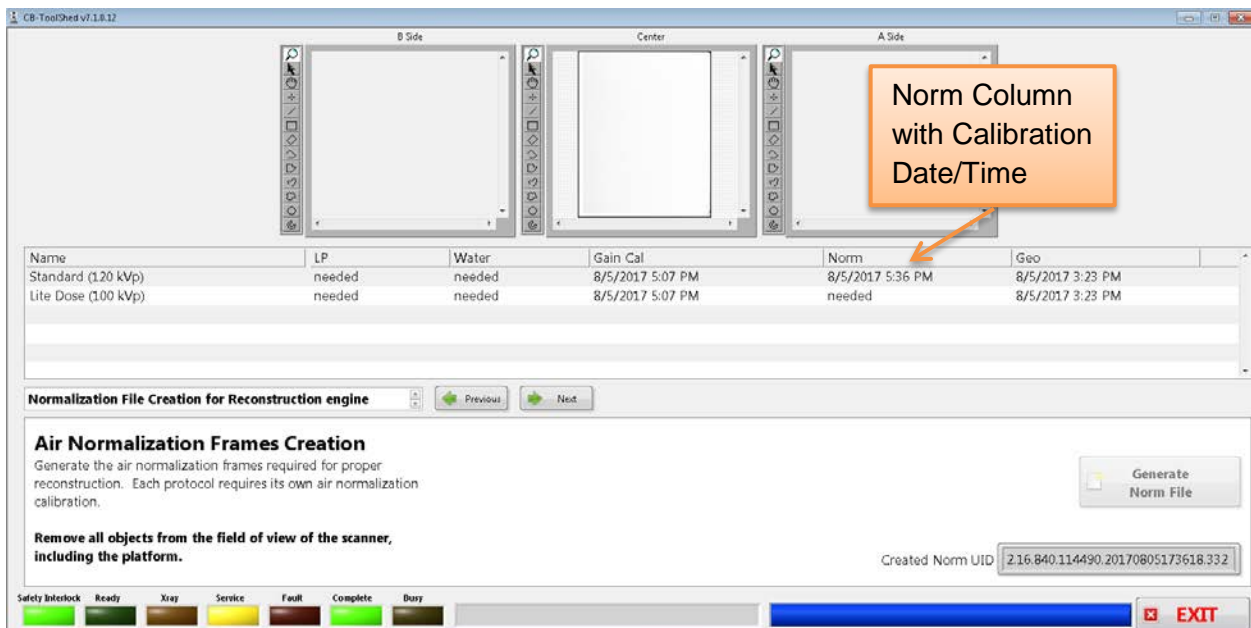 CB-ToolShed v7.1.0.12
B Side
Center
A Side
Norm Column
with Calibration
Date/Time
Name LP Water Gain Cal Norm Geo
Standard (120 kVp) needed needed 8/5/2017 5:07 PM 8/5/2017 5:36 PM 8/5/2017 3:23 PM
Lite Dose (100 kVp) needed needed 8/5/2017 5:07 PM needed 8/5/2017 3:23 PM
Normalization File Creation for Reconstruction engine Previous Next
Air Normalization Frames Creation
Generate the air normalization frames required for proper
reconstruction. Each protocol requires its own air normalization
calibration.
Remove all objects from the field of view of the scanner,
including the platform.
Generate
Norm File
Created Norm UID 2.16.840.114490.20170805173618.332
Safety Interlock Ready Xray Service Fault Complete Busy
EXIT